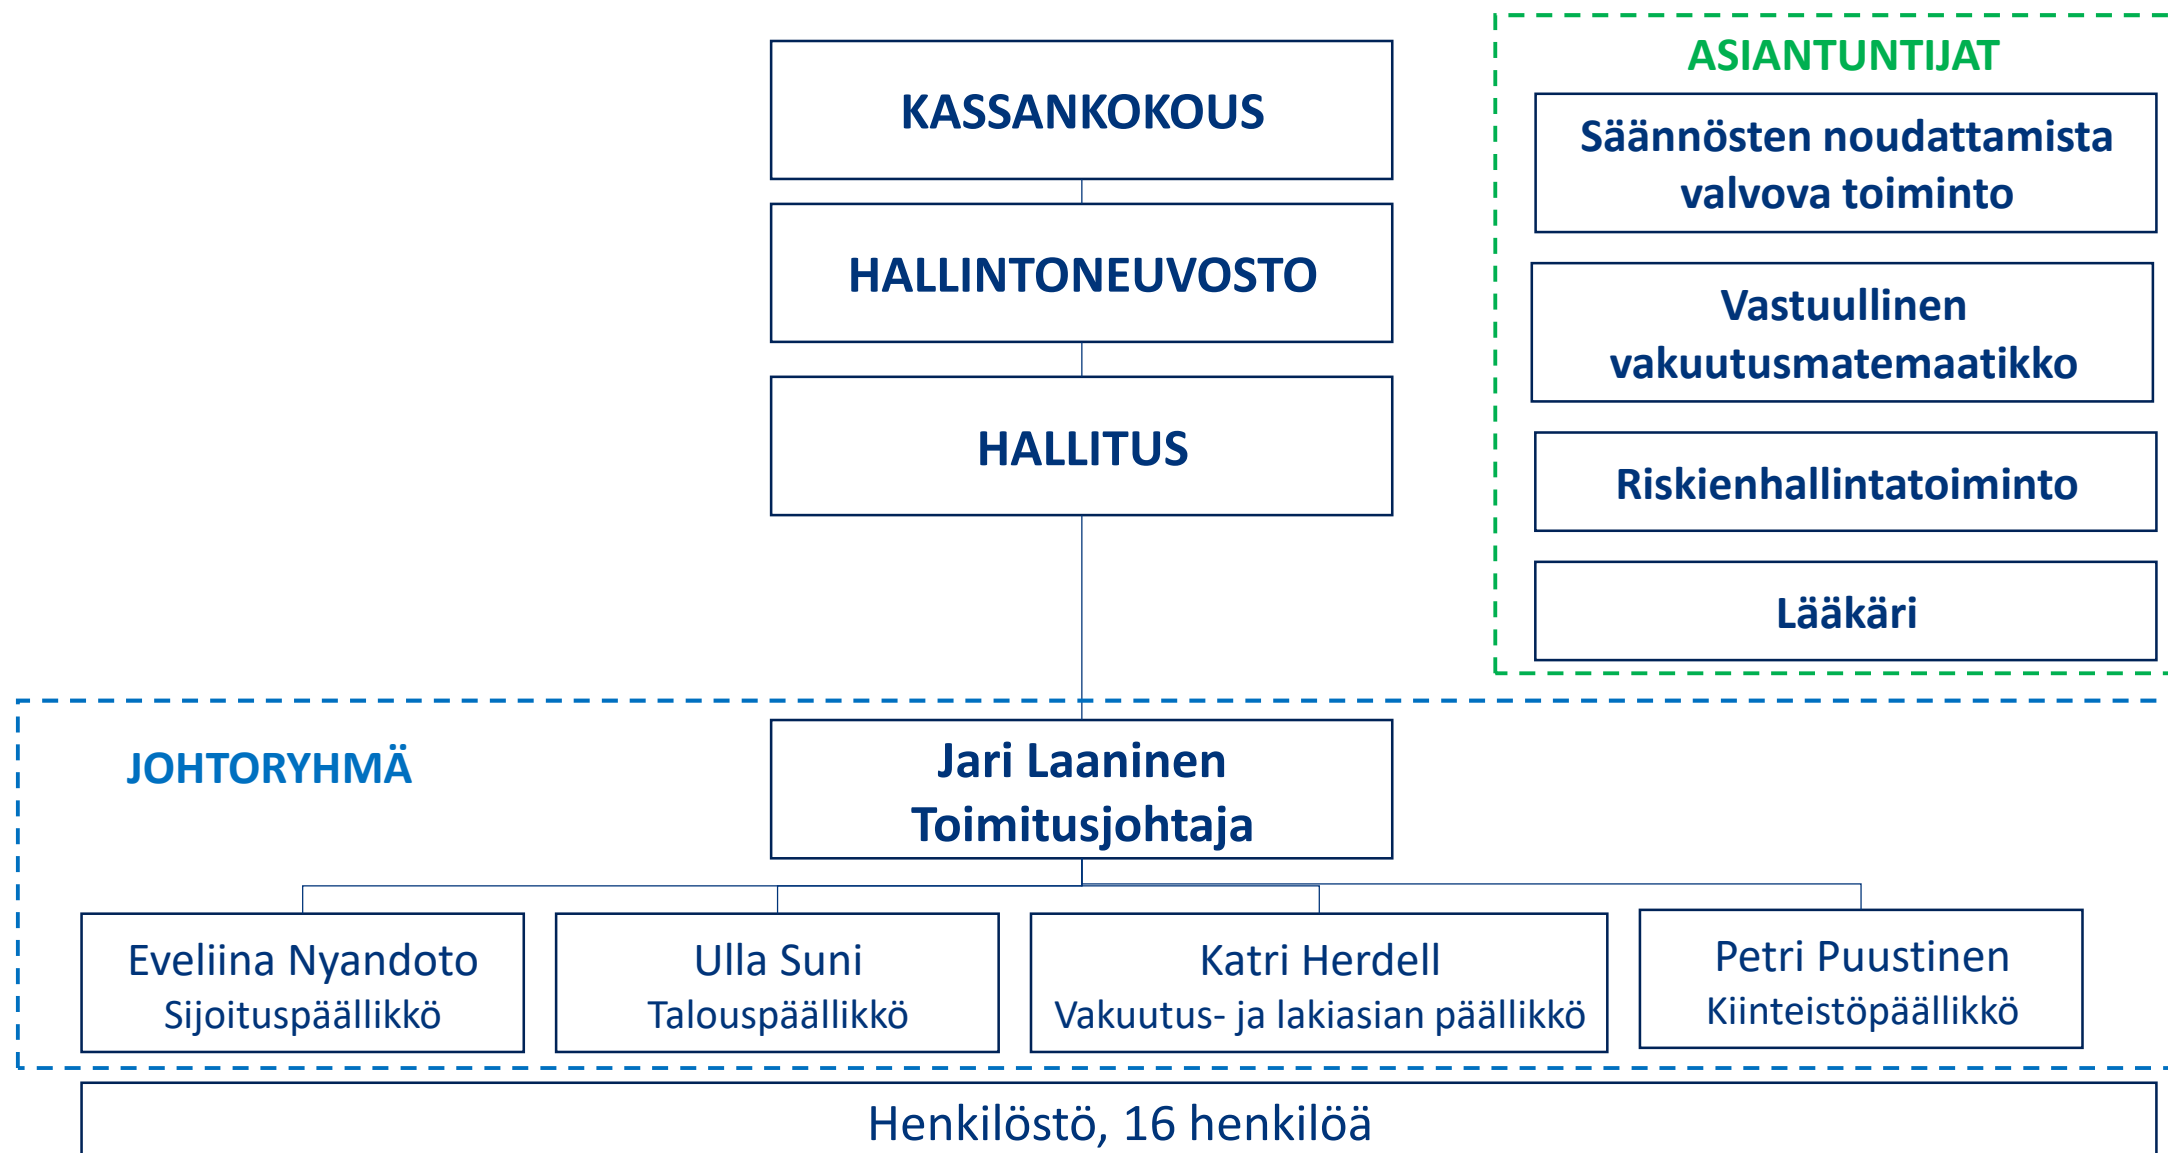 KASSANKOKOUS
HALLINTONEUVOSTO
HALLITUS
ASIANTUNTIJAT
Säännösten noudattamista
valvova toiminto
Vastuullinen
vakuutusmatemaatikko
Riskienhallintatoiminto
Lääkäri
JOHTORYHMÄ
Jari Laaninen
Toimitusjohtaja
Eveliina Nyandoto
Sijoituspäällikkö
Ulla Suni
Talouspäällikkö
Katri Herdell
Vakuutus- ja lakiasian päällikkö
Petri Puustinen
Kiinteistöpäällikkö
Henkilöstö, 16 henkilöä